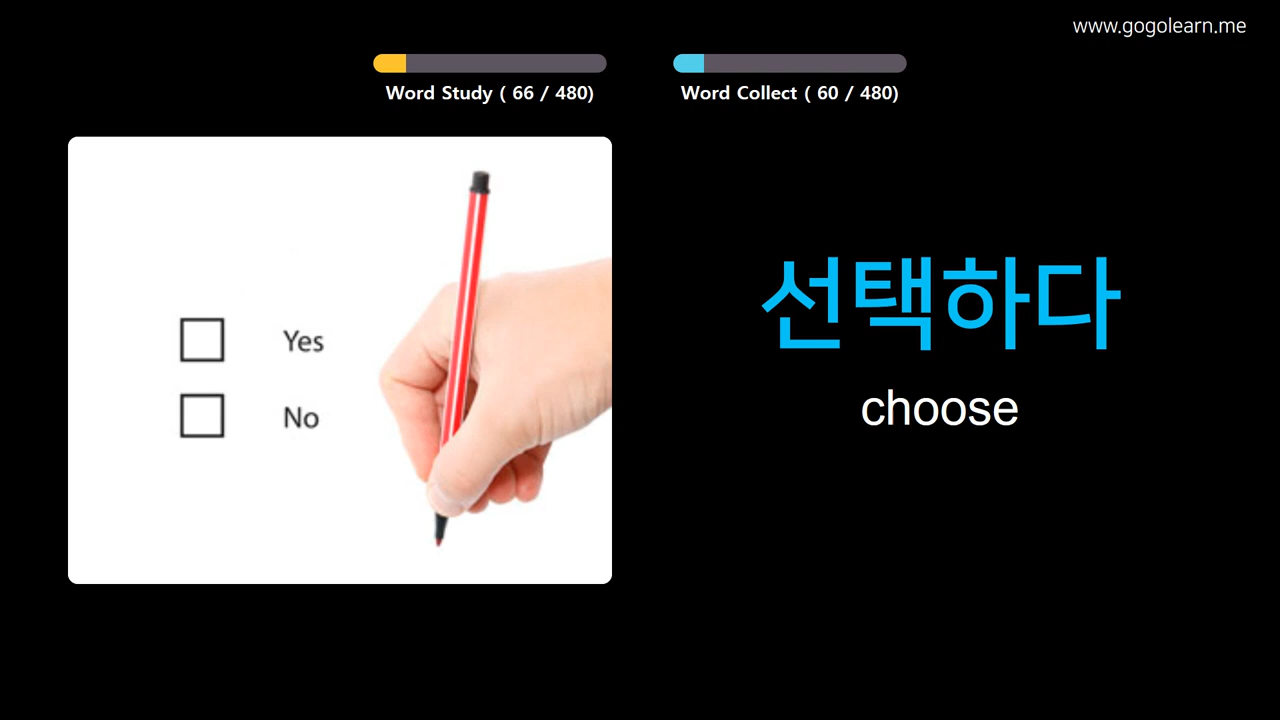 www.gogolearn.me
Word Study ( 66 / 480)
Word Collect ( 60 / 480)
Yes
No
선택하다
choose